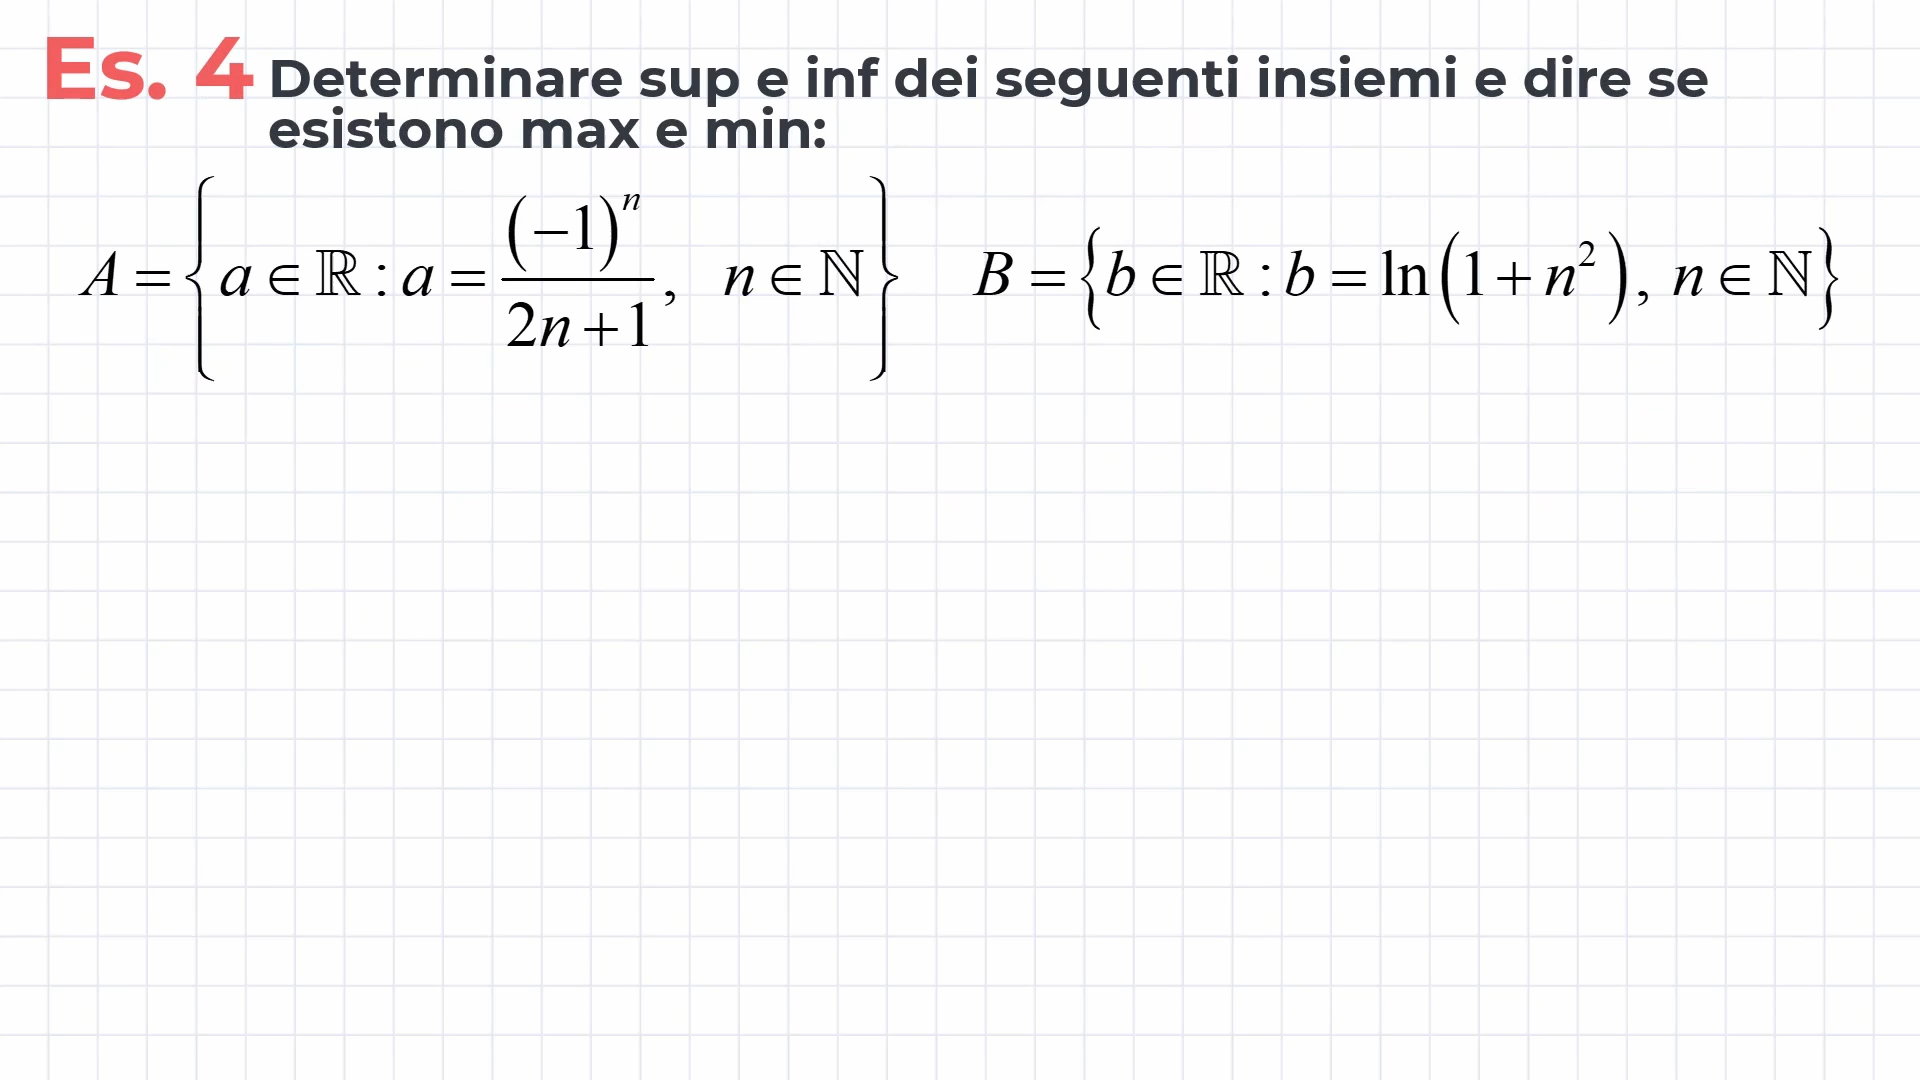 Es. 4 Determinare sup e inf dei seguenti insiemi e dire se
esistono max e min:
A = { a ∈ ℝ : a = (−1)^n / (2n+1), n ∈ ℕ } B = { b ∈ ℝ : b = ln(1 + n²), n ∈ ℕ }